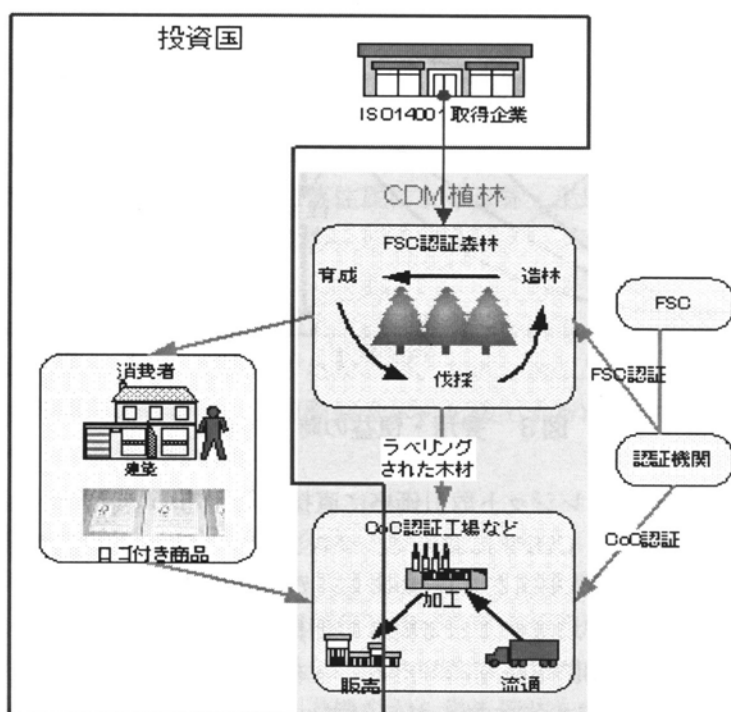 投資国
ISO14001取得企業
CDM植林
FSC認証森林
育成
造林
伐採
FSC
FSC認証
消費者
建築
ロゴ付き商品
ラベリング
された木材
認証機関
CoC認証工場など
CoC認証
加工
販売
流通